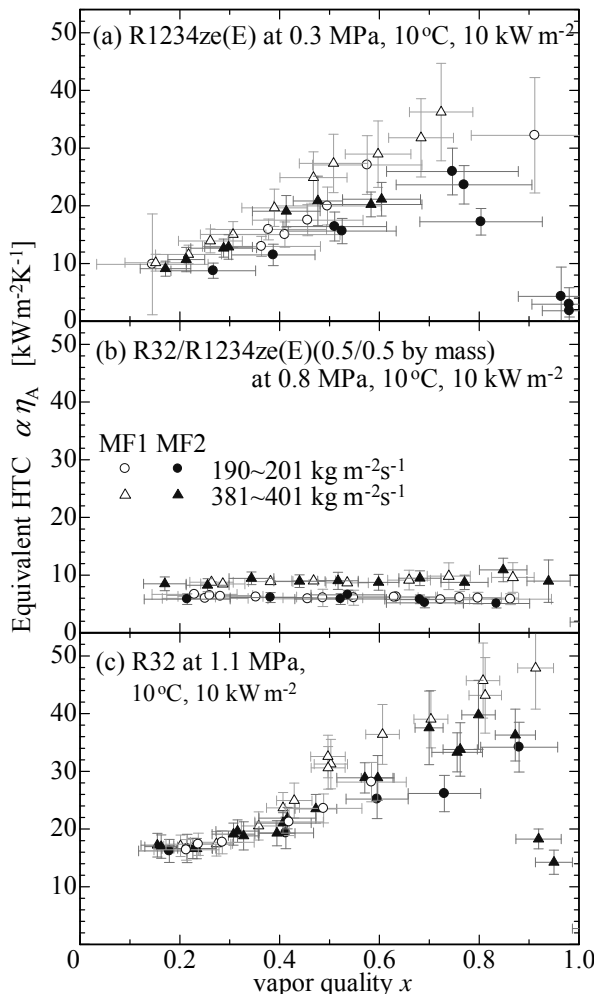 (a) R1234ze(E) at 0.3 MPa, 10°C, 10 kW m-2
50
40
30
20
10
0
(b) R32/R1234ze(E)(0.5/0.5 by mass)
at 0.8 MPa, 10°C, 10 kW m-2
50
40
30
20
10
0
MF1 MF2
190~201 kg m-2s-1
381~401 kg m-2s-1
(c) R32 at 1.1 MPa,
10°C, 10 kW m-2
50
40
30
20
10
0
0.2 0.4 0.6 0.8 1.0
vapor quality x
Equivalent HTC α ηA [kWm-2K-1]